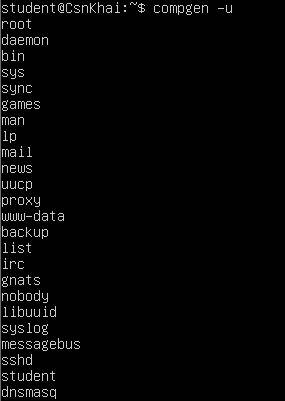 student@CsnKhai:~$ compgen -u
root
daemon
bin
sys
sync
games
man
lp
mail
news
uucp
proxy
www-data
backup
list
irc
gnats
nobody
libuuid
syslog
messagebus
sshd
student
dnsmasq